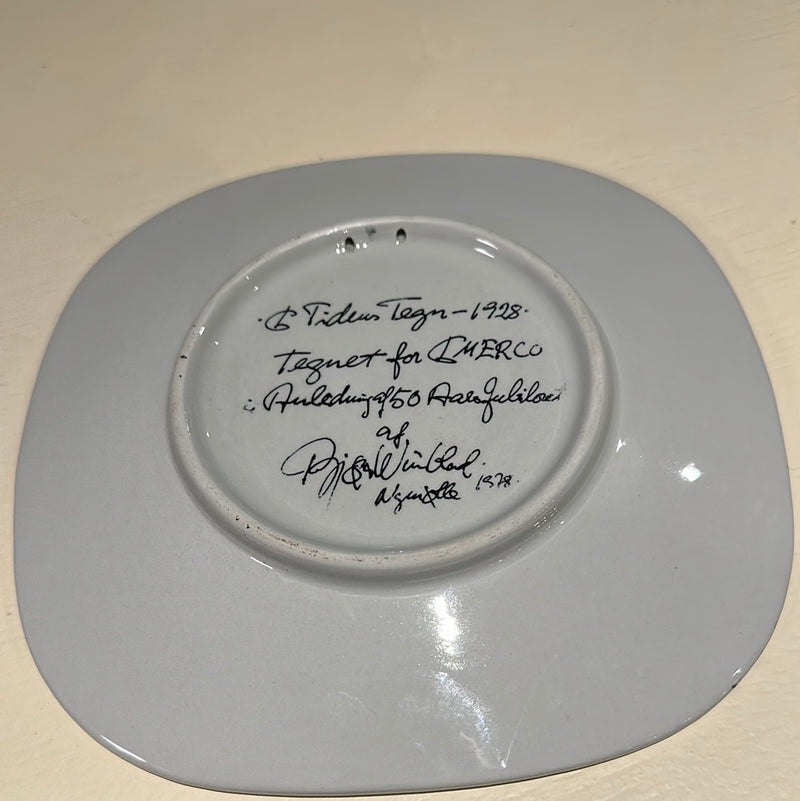 Tidens Tegn - 1928.
Tegnet for IMERCO
i Anledning af 50 Aars Jubilæet
af
Bjørn Wiinblad.
Nymølle 1978.